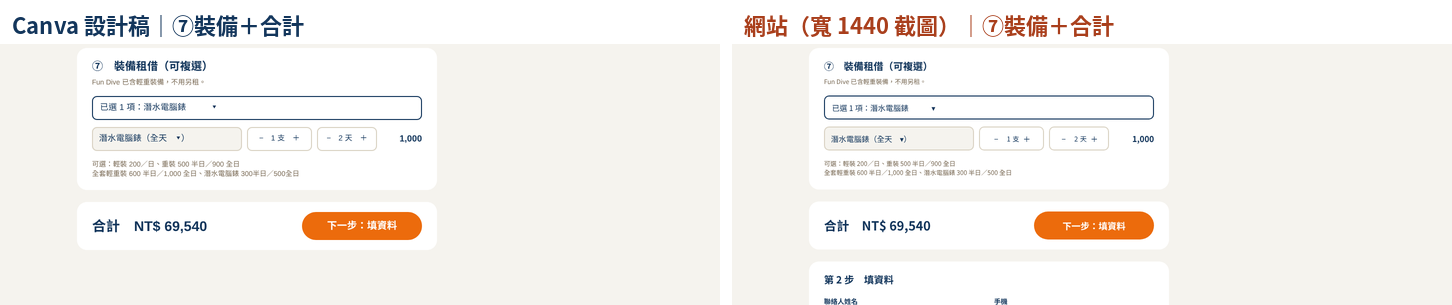 Canva 設計稿｜⑦裝備＋合計
⑦ 裝備租借（可複選）
Fun Dive 已含輕重裝備，不用另租。
已選 1 項：潛水電腦錶 ▾
潛水電腦錶（全天 ▾） － 1 支 ＋ － 2 天 ＋ 1,000
可選：輕裝 200／日、重裝 500 半日／900 全日
全套輕重裝 600 半日／1,000 全日、潛水電腦錶 300半日／500全日
合計 NT$ 69,540 下一步：填資料
網站（寬 1440 截圖）｜⑦裝備＋合計
⑦ 裝備租借（可複選）
Fun Dive 已含輕重裝備，不用另租。
已選 1 項：潛水電腦錶 ▾
潛水電腦錶（全天 ▾） － 1 支 ＋ － 2 天 ＋ 1,000
可選：輕裝 200／日、重裝 500 半日／900 全日
全套輕重裝 600 半日／1,000 全日、潛水電腦錶 300 半日／500 全日
合計 NT$ 69,540 下一步：填資料
第 2 步 填資料
聯絡人姓名 手機